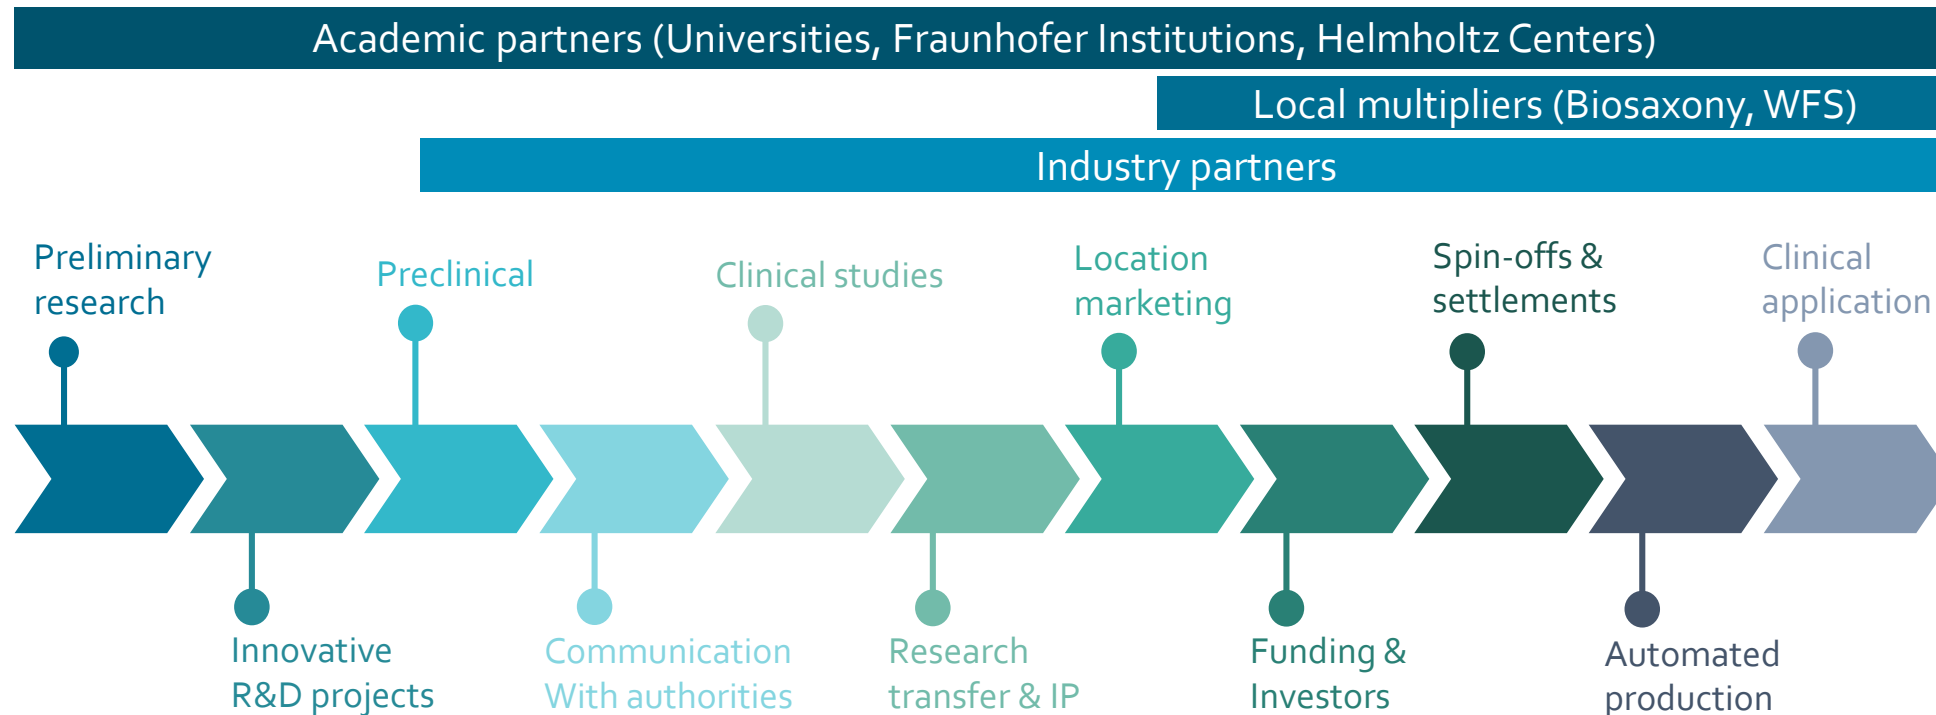 Academic partners (Universities, Fraunhofer Institutions, Helmholtz Centers)
Local multipliers (Biosaxony, WFS)
Industry partners
Preliminary
research
Preclinical
Clinical studies
Location
marketing
Spin-offs &
settlements
Clinical
application
Innovative
R&D projects
Communication
With authorities
Research
transfer & IP
Funding &
Investors
Automated
production